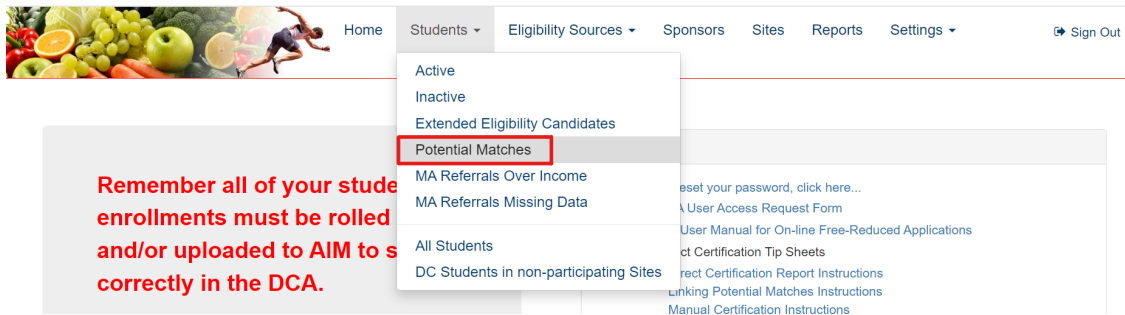 Home Students Eligibility Sources Sponsors Sites Reports Settings Sign Out
Active
Inactive
Extended Eligibility Candidates
Potential Matches
MA Referrals Over Income
MA Referrals Missing Data
All Students
DC Students in non-participating Sites
Remember all of your stude
enrollments must be rolled
and/or uploaded to AIM to s
correctly in the DCA.
eset your password, click here...
A User Access Request Form
User Manual for On-line Free-Reduced Applications
ct Certification Tip Sheets
rect Certification Report Instructions
Linking Potential Matches Instructions
Manual Certification Instructions